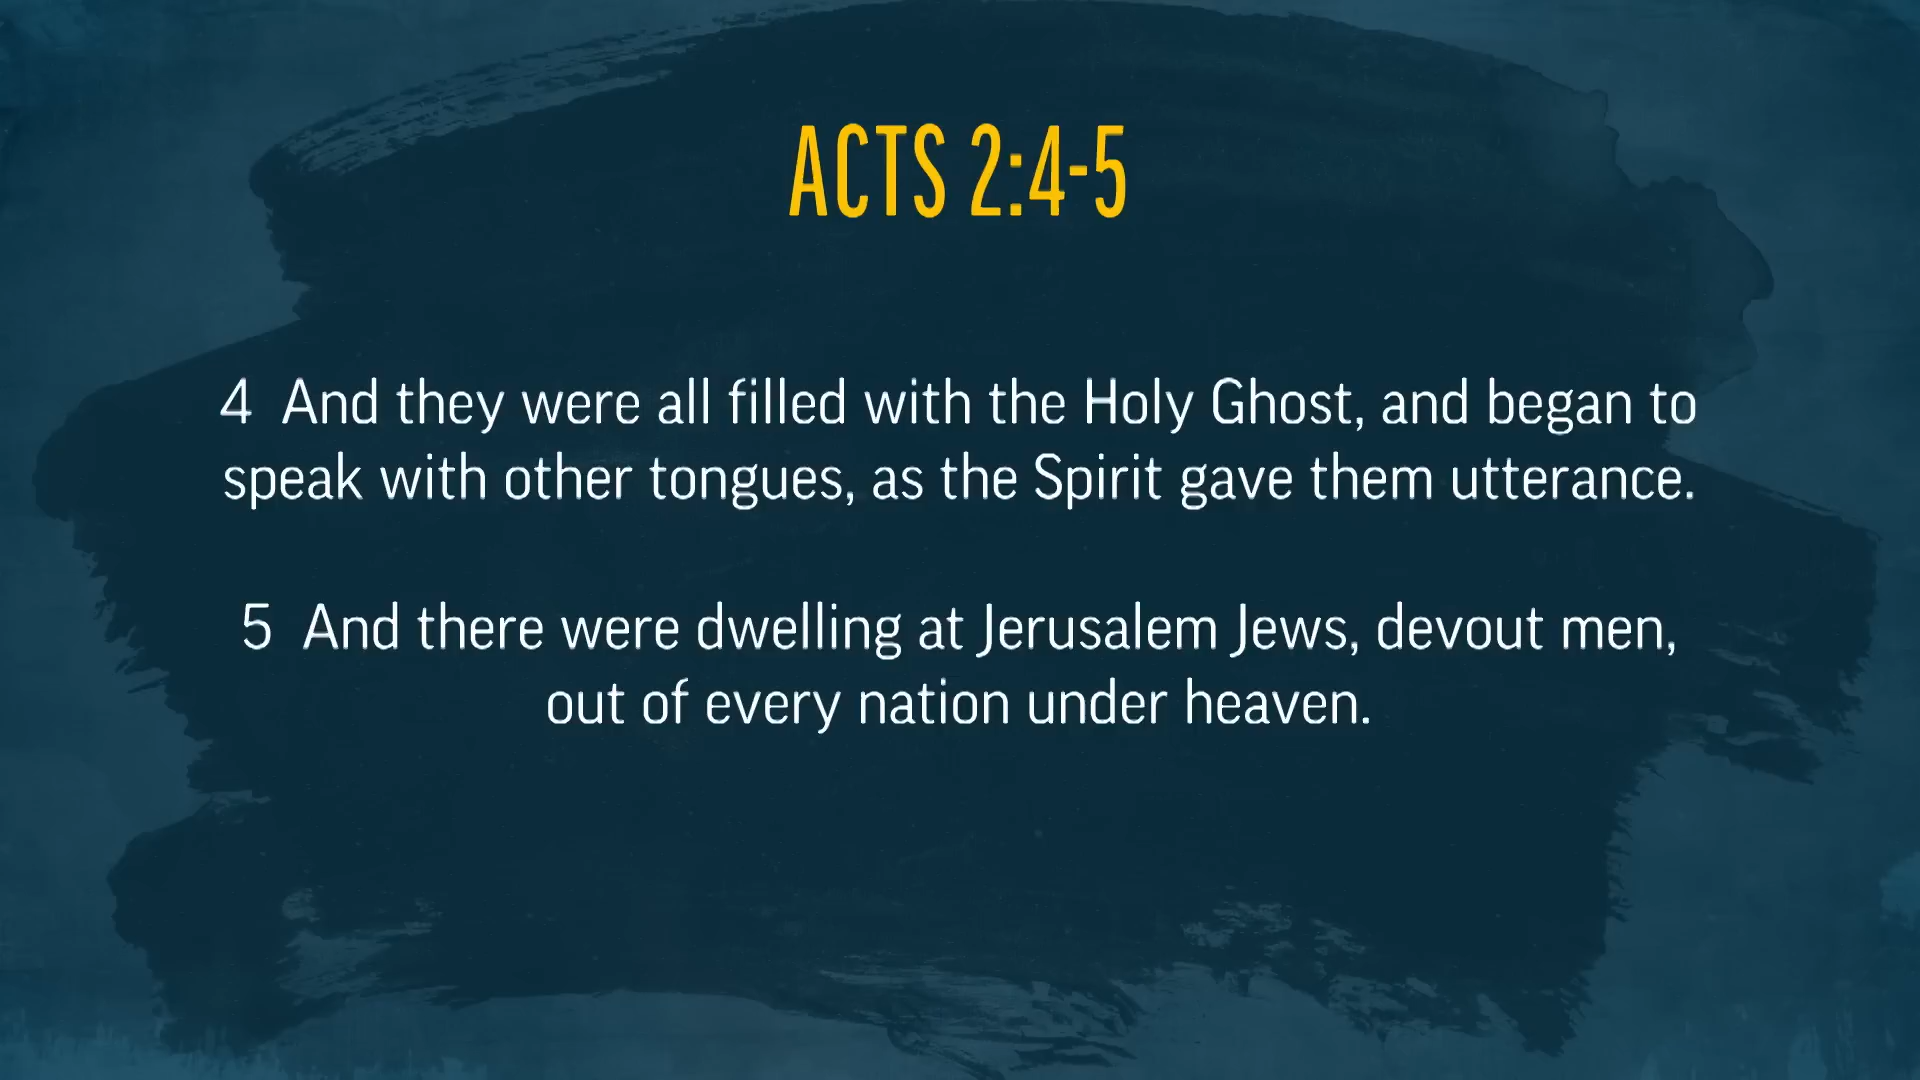 ACTS 2:4-5
4 And they were all filled with the Holy Ghost, and began to
speak with other tongues, as the Spirit gave them utterance.
5 And there were dwelling at Jerusalem Jews, devout men,
out of every nation under heaven.